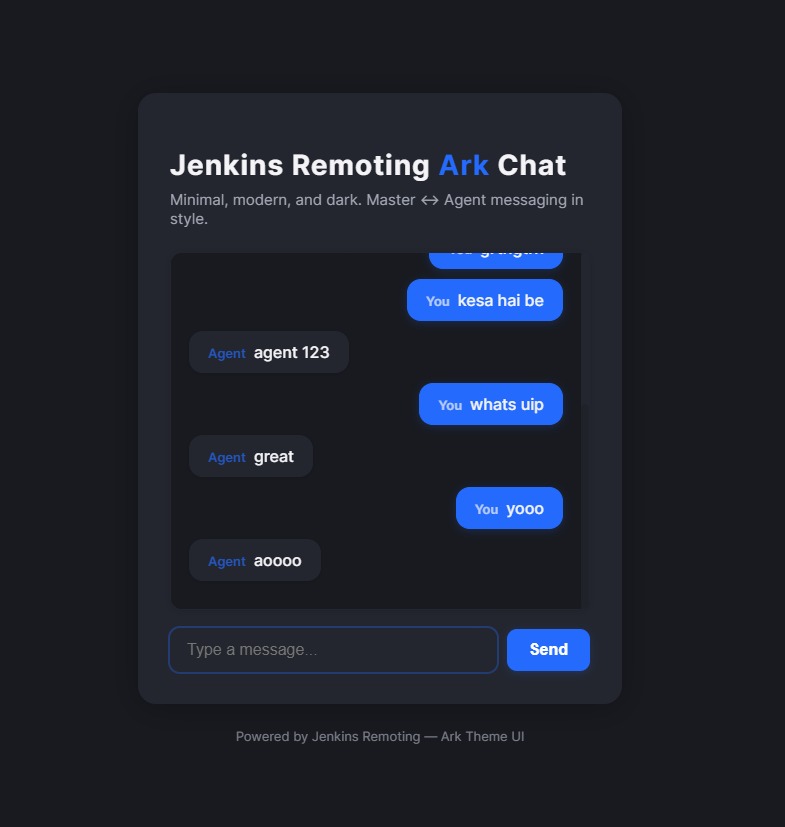 Jenkins Remoting Ark Chat
Minimal, modern, and dark. Master ↔ Agent messaging in
style.
You kesa hai be
Agent agent 123
You whats uip
Agent great
You yooo
Agent aoooo
Type a message...
Send
Powered by Jenkins Remoting — Ark Theme UI